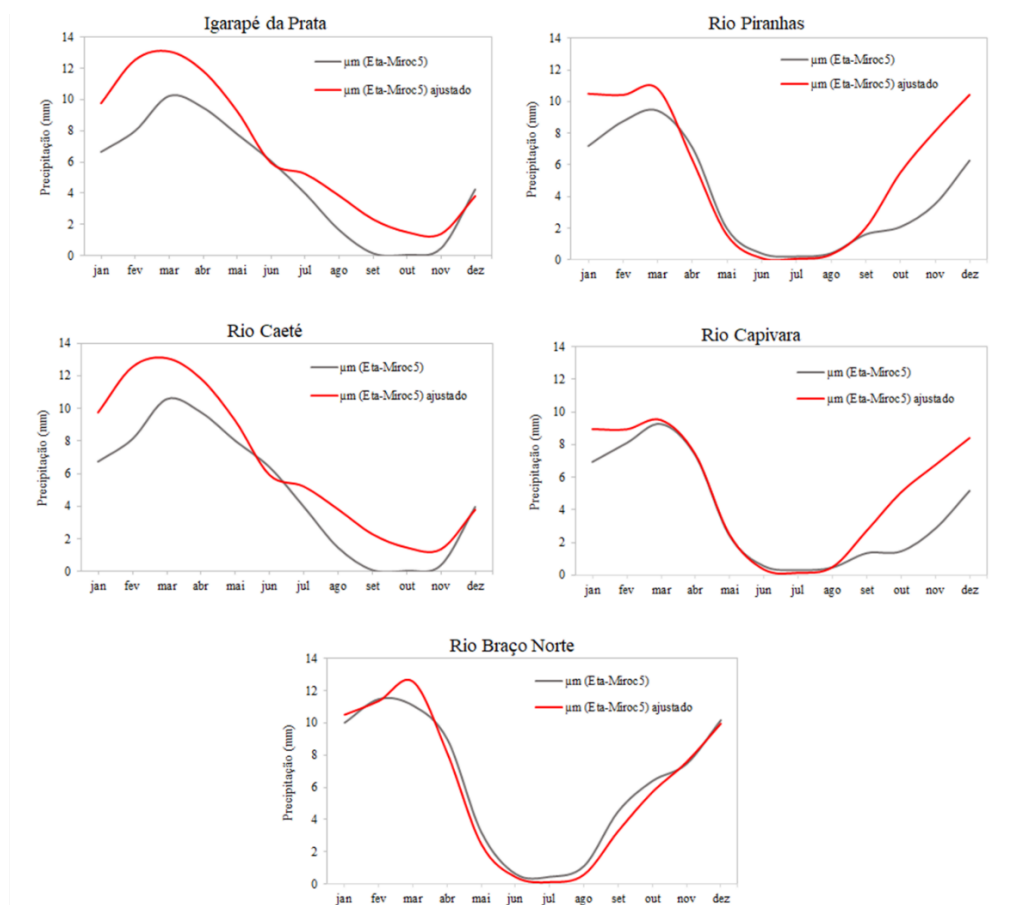 Igarapé da Prata
14
12
10
8
6
4
2
0
Precipitação (mm)
µm (Eta-Miroc5)
µm (Eta-Miroc5) ajustado
jan fev mar abr mai jun jul ago set out nov dez
Rio Piranhas
14
12
10
8
6
4
2
0
Precipitação (mm)
µm (Eta-Miroc5)
µm (Eta-Miroc5) ajustado
jan fev mar abr mai jun jul ago set out nov dez
Rio Caeté
14
12
10
8
6
4
2
0
Precipitação (mm)
µm (Eta-Miroc5)
µm (Eta-Miroc5) ajustado
jan fev mar abr mai jun jul ago set out nov dez
Rio Capivara
14
12
10
8
6
4
2
0
Precipitação (mm)
µm (Eta-Miroc5)
µm (Eta-Miroc5) ajustado
jan fev mar abr mai jun jul ago set out nov dez
Rio Braço Norte
14
12
10
8
6
4
2
0
Precipitação (mm)
µm (Eta-Miroc5)
µm (Eta-Miroc5) ajustado
jan fev mar abr mai jun jul ago set out nov dez